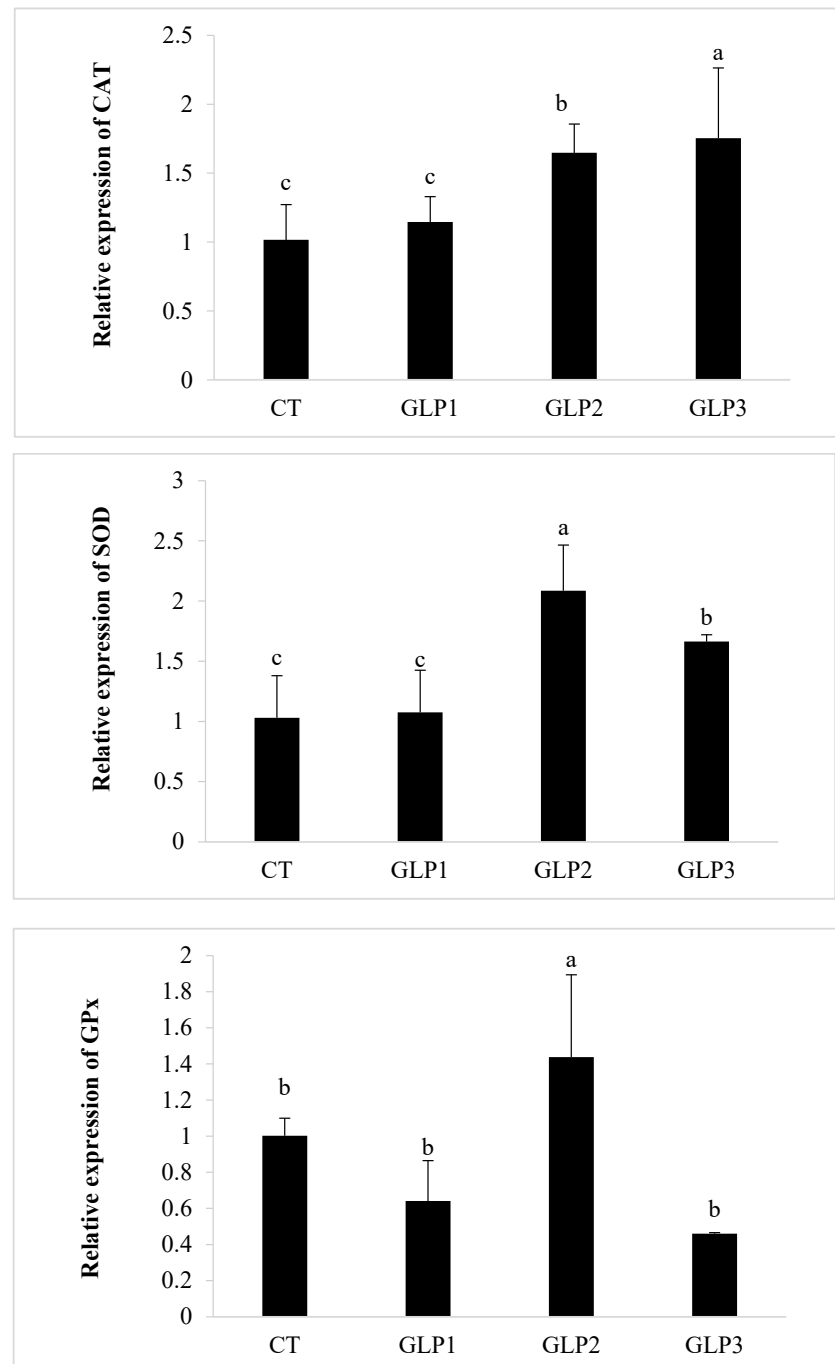 Relative expression of CAT
2.5
2
1.5
1
0.5
0
c
c
b
a
CT GLP1 GLP2 GLP3
Relative expression of SOD
3
2.5
2
1.5
1
0.5
0
c
c
a
b
CT GLP1 GLP2 GLP3
Relative expression of GPx
2
1.8
1.6
1.4
1.2
1
0.8
0.6
0.4
0.2
0
b
b
a
b
CT GLP1 GLP2 GLP3